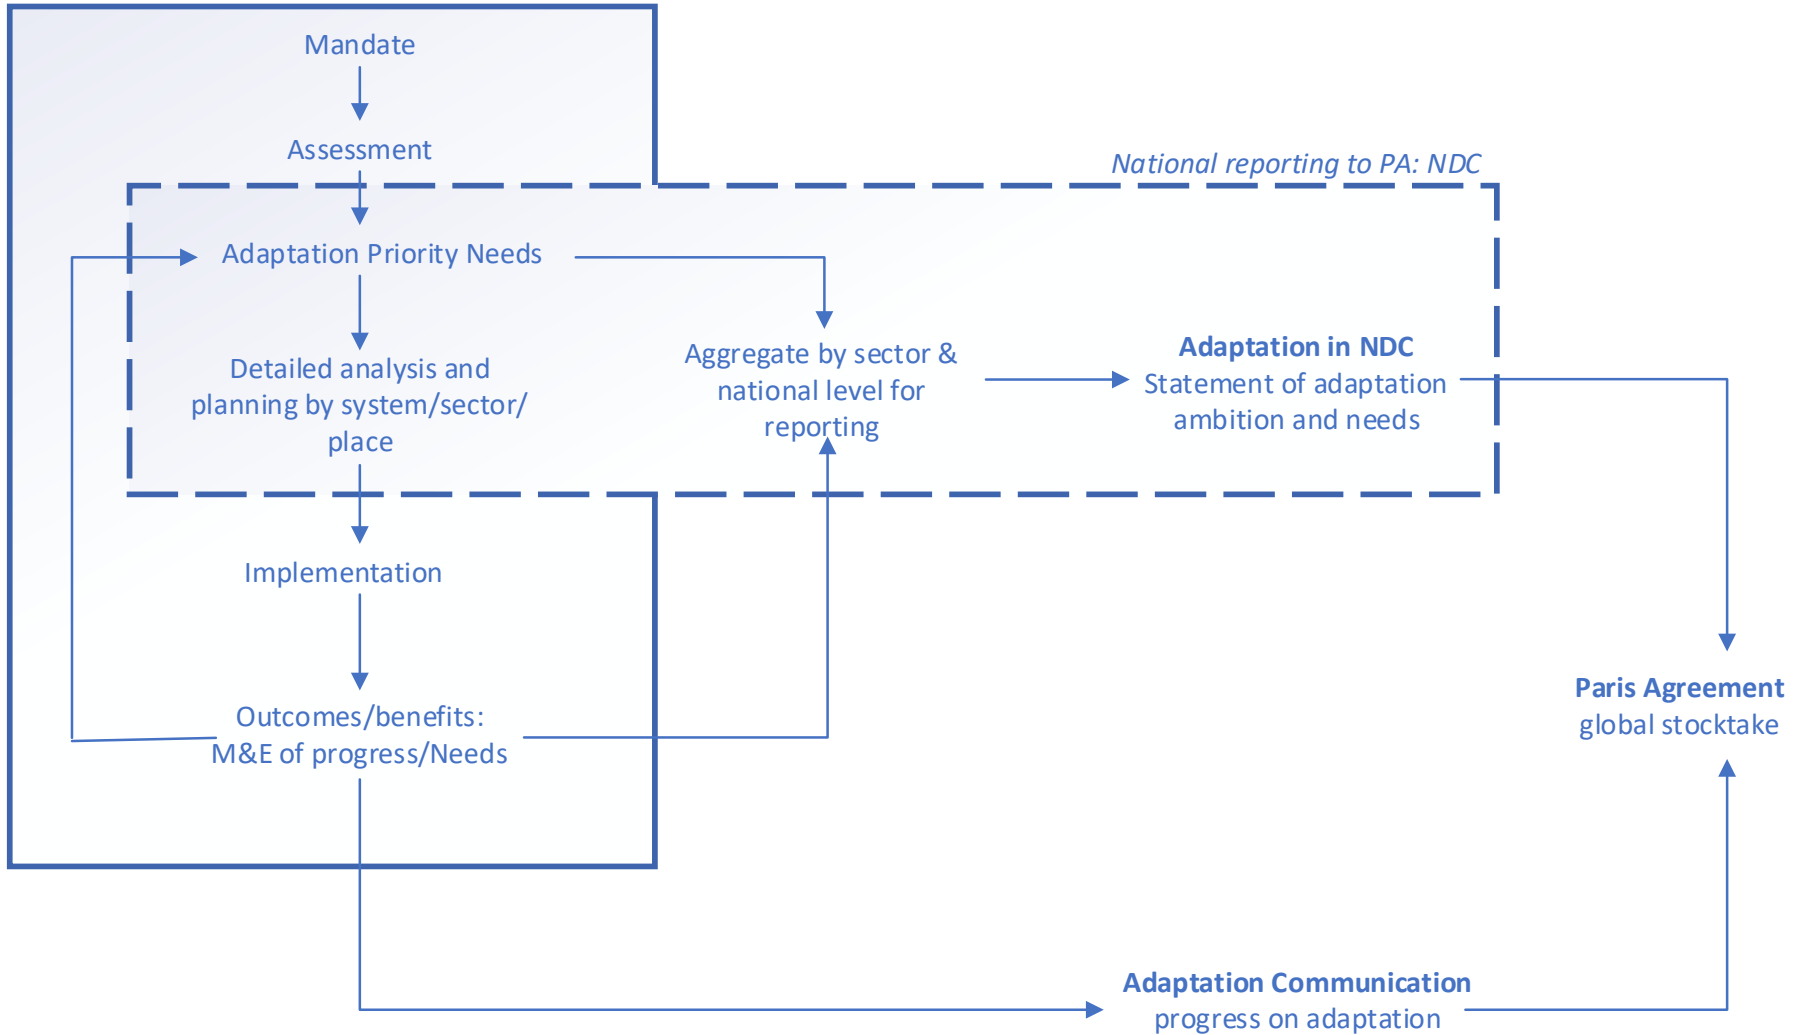 Mandate
Assessment
National reporting to PA: NDC
Adaptation Priority Needs
Detailed analysis and
planning by system/sector/
place
Aggregate by sector &
national level for
reporting
Adaptation in NDC
Statement of adaptation
ambition and needs
Implementation
Outcomes/benefits:
M&E of progress/Needs
Paris Agreement
global stocktake
Adaptation Communication
progress on adaptation